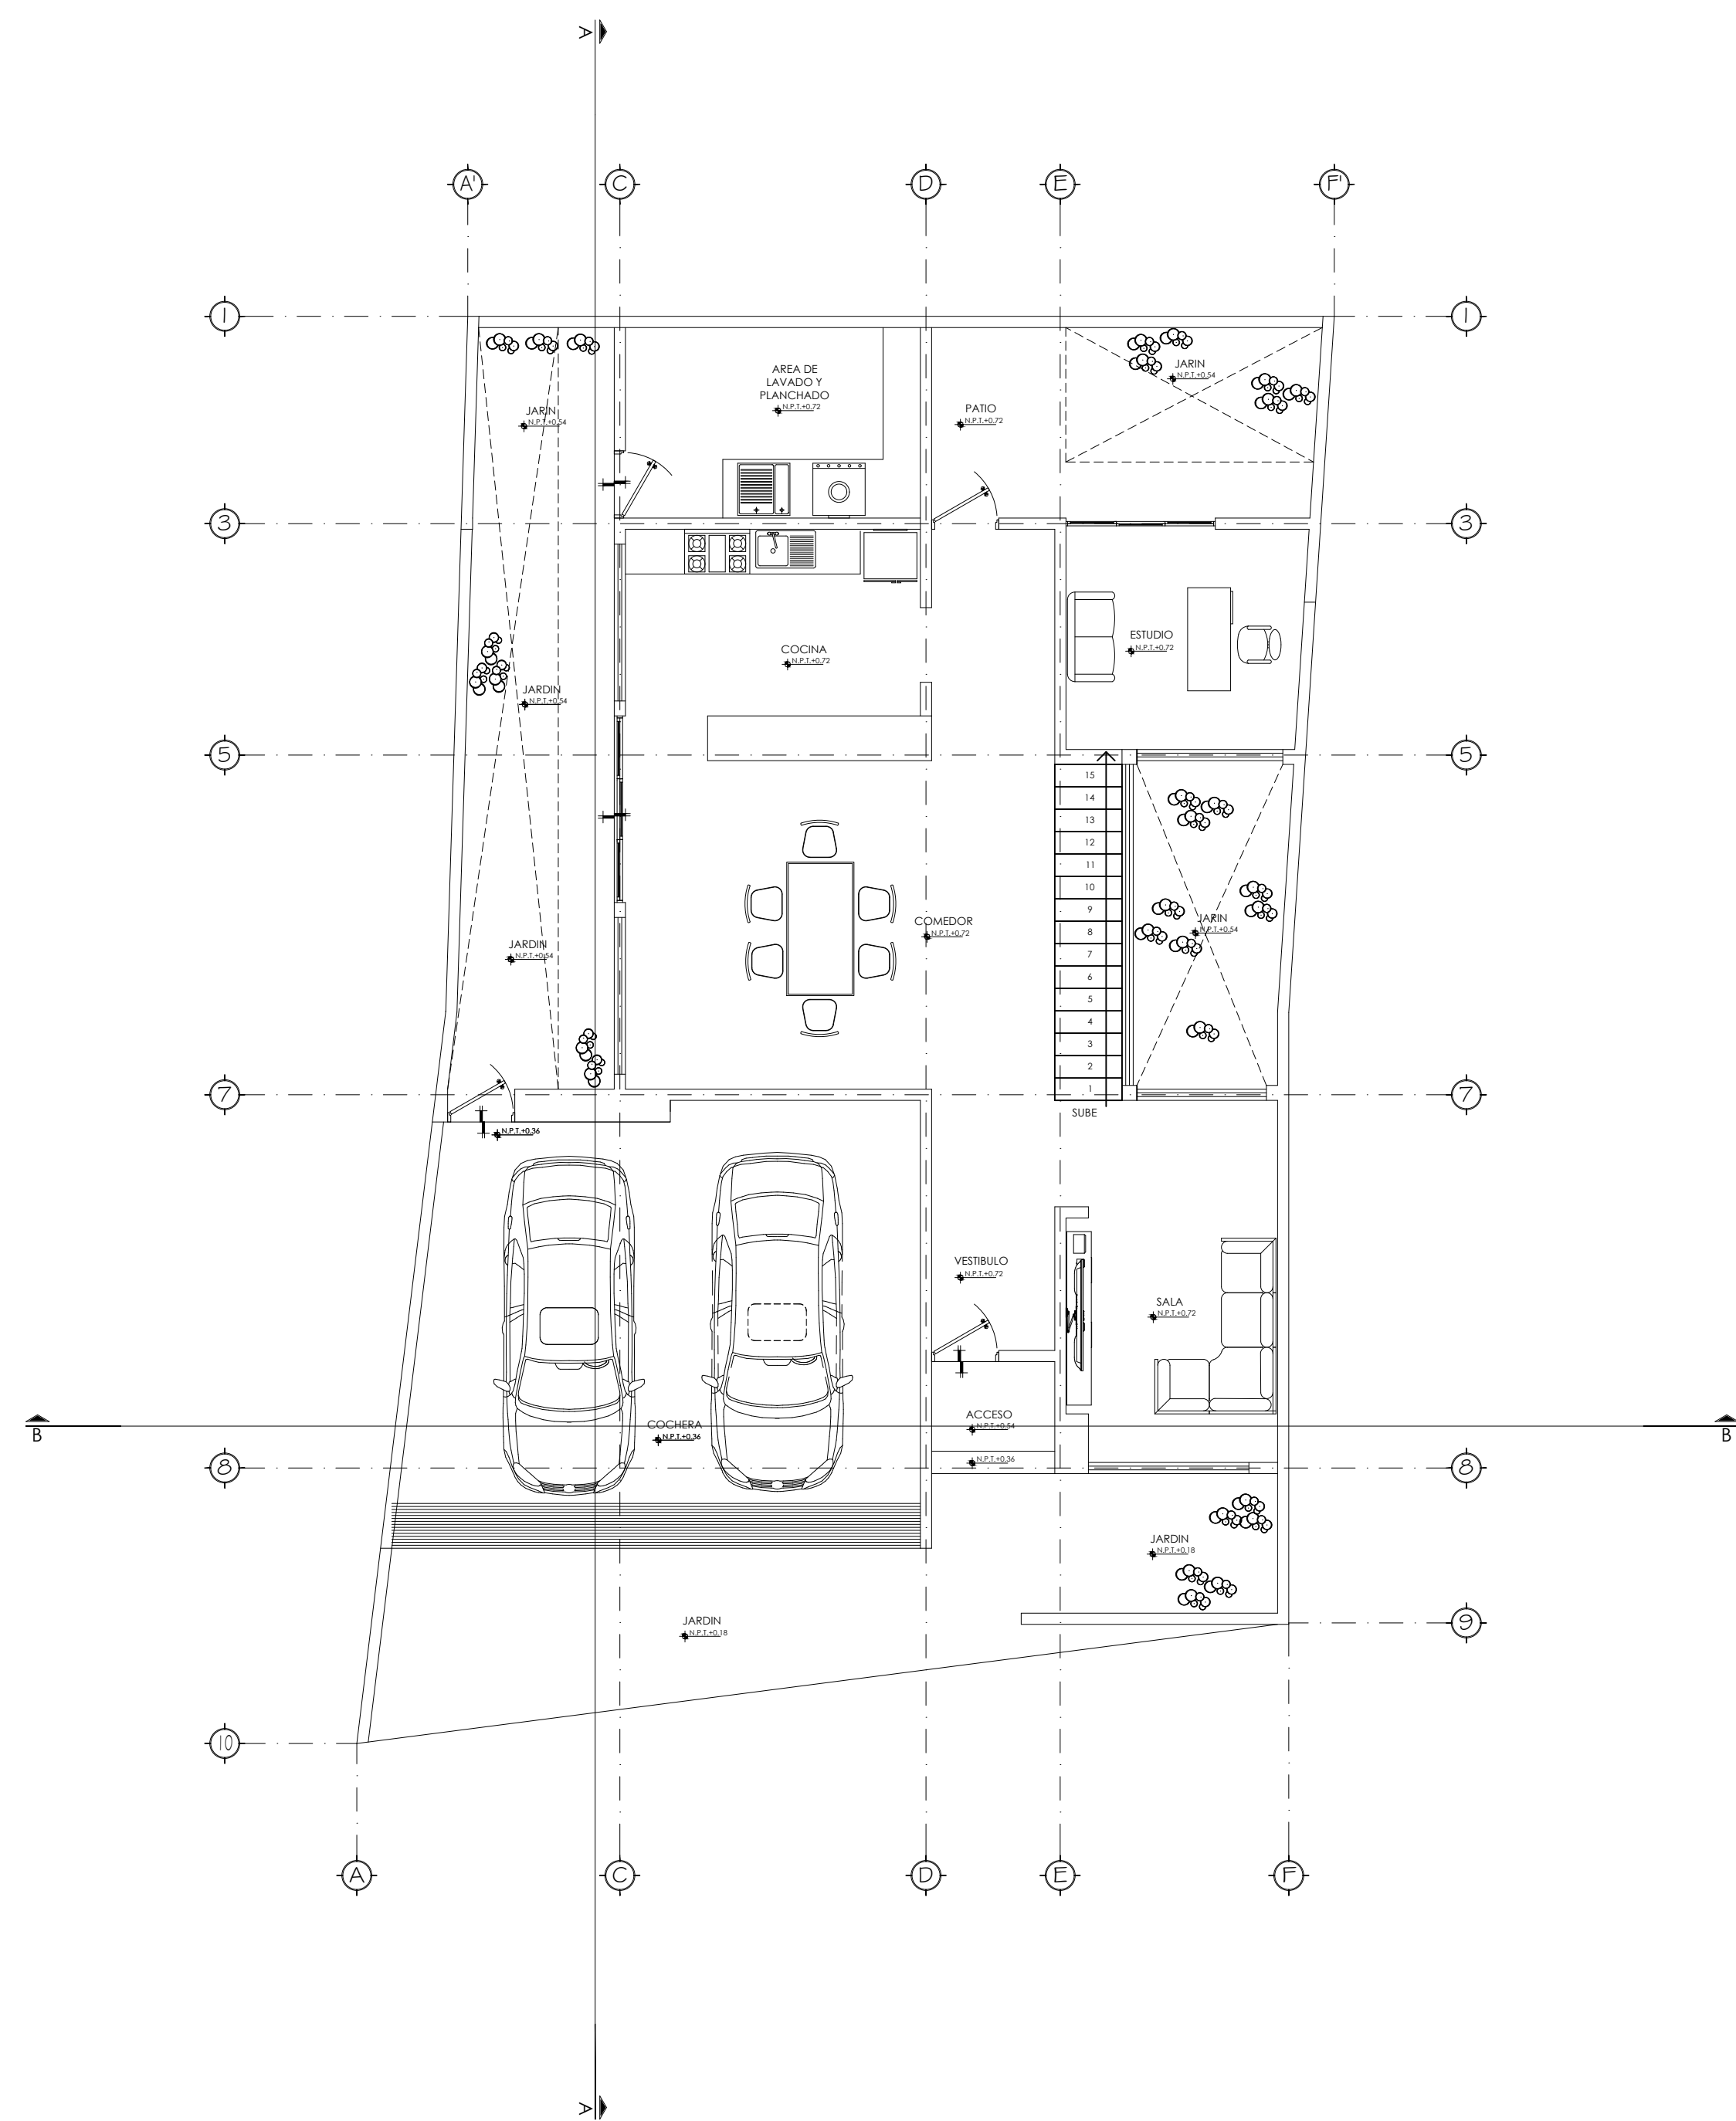 A
A' C D E F'
1 1
JARIN
N.P.T.+0.54
AREA DE
LAVADO Y
PLANCHADO
N.P.T.+0.72
JARIN
N.P.T.+0.54
PATIO
N.P.T.+0.72
3 3
ESTUDIO
N.P.T.+0.72
COCINA
N.P.T.+0.72
JARDIN
N.P.T.+0.54
5 5
15
14
13
12
11
10
9
8
7
6
5
4
3
2
1
SUBE
COMEDOR
N.P.T.+0.72
JARIN
N.P.T.+0.54
JARDIN
N.P.T.+0.54
7 7
N.P.T.+0.36
VESTIBULO
N.P.T.+0.72
SALA
N.P.T.+0.72
ACCESO
N.P.T.+0.54
COCHERA
N.P.T.+0.36
B B
N.P.T.+0.36
8 8
JARDIN
N.P.T.+0.18
JARDIN
N.P.T.+0.18
9
10
A C D E F
A